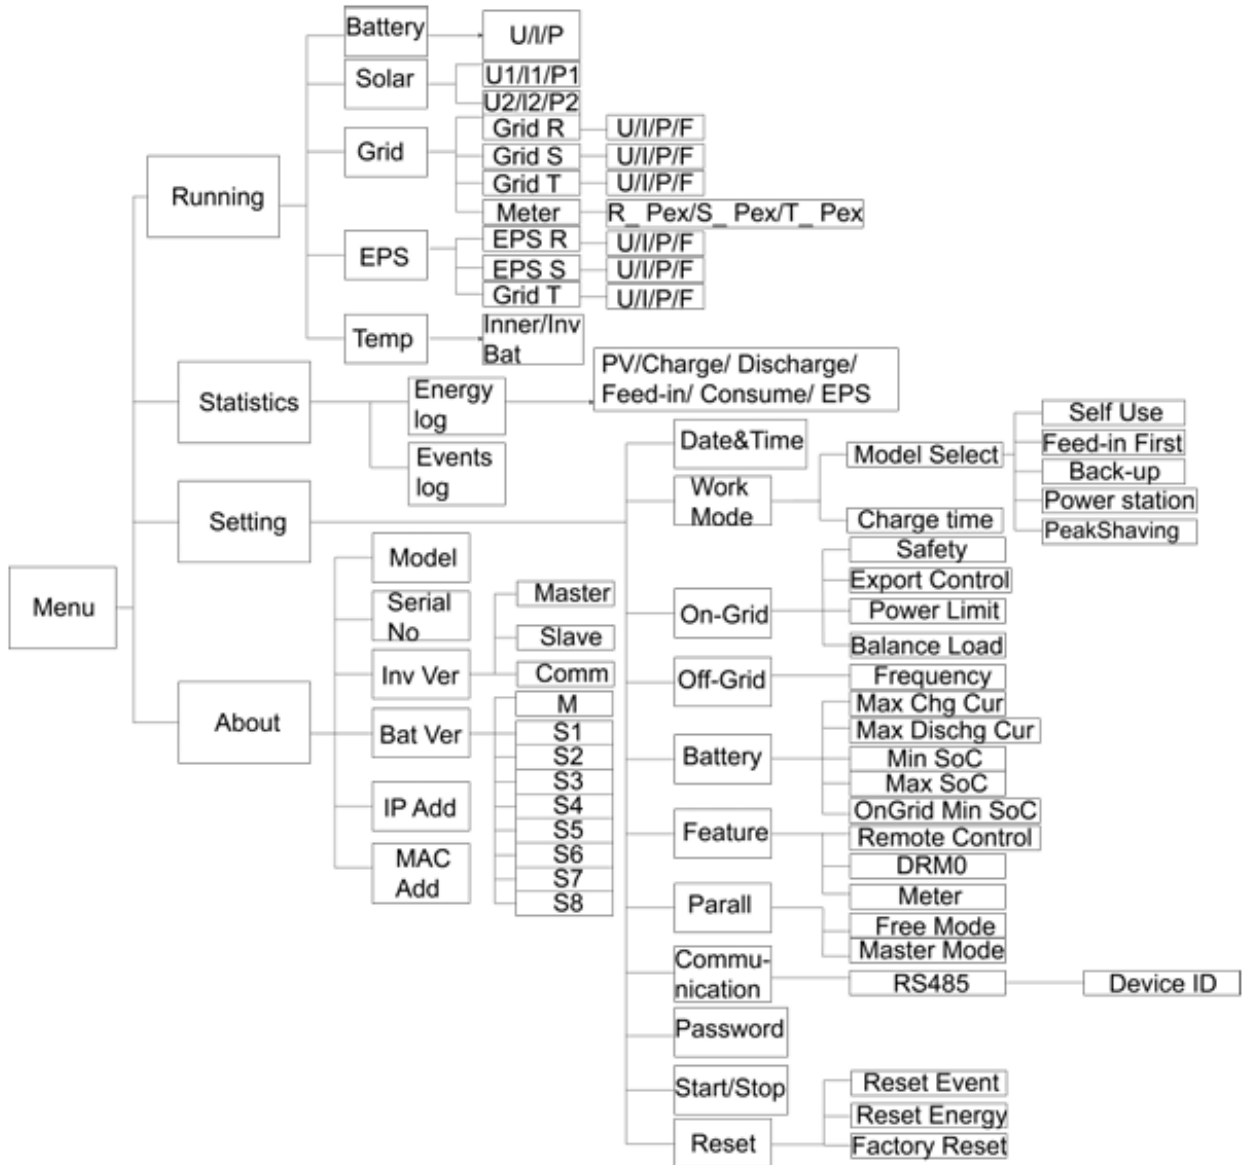 Menu
Running
Battery
U/I/P
Solar
U1/I1/P1
U2/I2/P2
Grid
Grid R
U/I/P/F
Grid S
U/I/P/F
Grid T
U/I/P/F
Meter
R_ Pex/S_ Pex/T_ Pex
EPS
EPS R
U/I/P/F
EPS S
U/I/P/F
Grid T
U/I/P/F
Temp
Inner/Inv
Bat
Statistics
Energy
log
PV/Charge/ Discharge/
Feed-in/ Consume/ EPS
Events
log
Setting
Date&Time
Work
Mode
Model Select
Self Use
Feed-in First
Back-up
Power station
PeakShaving
Charge time
On-Grid
Safety
Export Control
Power Limit
Balance Load
Off-Grid
Frequency
Battery
Max Chg Cur
Max Dischg Cur
Min SoC
Max SoC
OnGrid Min SoC
Feature
Remote Control
DRM0
Meter
Parall
Free Mode
Master Mode
Commu-
nication
RS485
Device ID
Password
Start/Stop
Reset
Reset Event
Reset Energy
Factory Reset
About
Model
Serial
No
Inv Ver
Master
Slave
Comm
Bat Ver
M
S1
S2
S3
S4
S5
S6
S7
S8
IP Add
MAC
Add